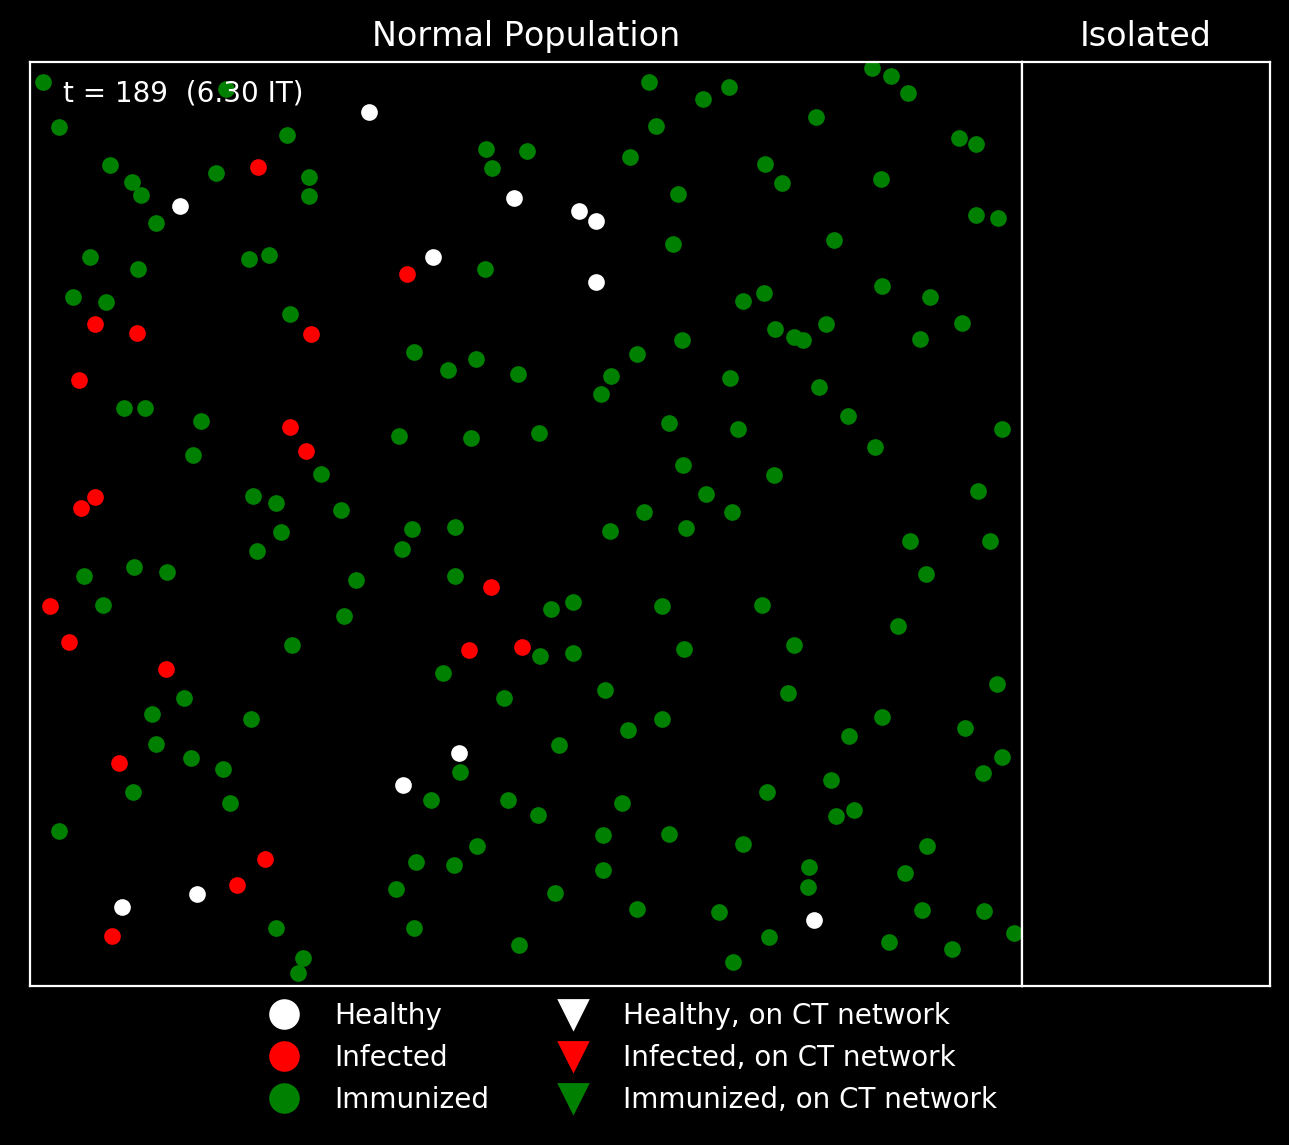 Normal Population
Isolated
t = 189  (6.30 IT)
Healthy
Infected
Immunized
Healthy, on CT network
Infected, on CT network
Immunized, on CT network